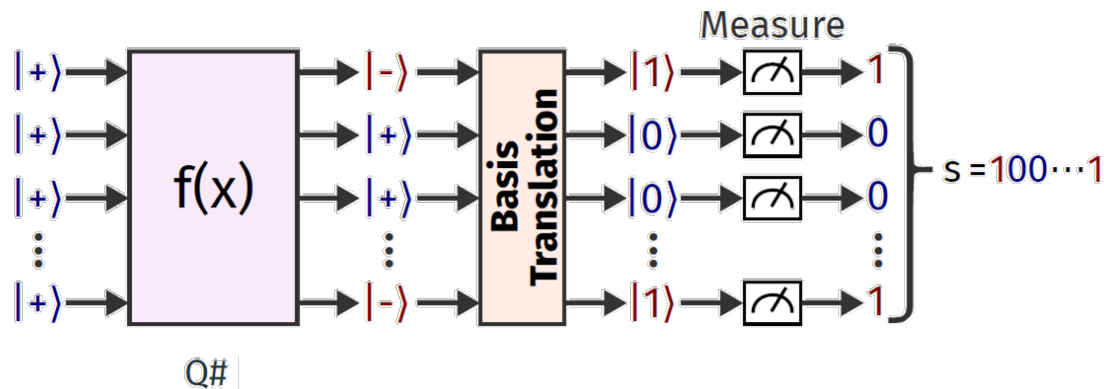 Measure
|+⟩ |−⟩ |1⟩ 1
|+⟩ |+⟩ |0⟩ 0
f(x) Basis Translation s = 100⋯1
|+⟩ |+⟩ |0⟩ 0
⋮ ⋮ ⋮ ⋮
|+⟩ |−⟩ |1⟩ 1
Q#